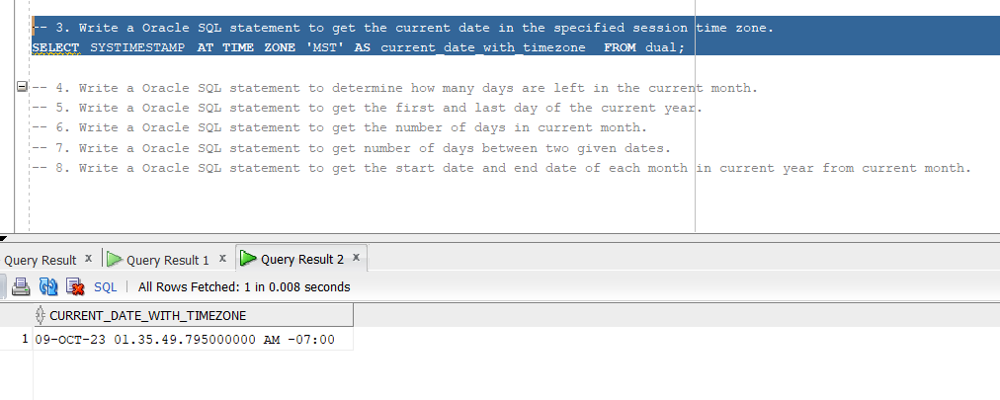 -- 3. Write a Oracle SQL statement to get the current date in the specified session time zone.
SELECT SYSTIMESTAMP AT TIME ZONE 'MST' AS current_date_with_timezone FROM dual;
-- 4. Write a Oracle SQL statement to determine how many days are left in the current month.
-- 5. Write a Oracle SQL statement to get the first and last day of the current year.
-- 6. Write a Oracle SQL statement to get the number of days in current month.
-- 7. Write a Oracle SQL statement to get number of days between two given dates.
-- 8. Write a Oracle SQL statement to get the start date and end date of each month in current year from current month.
Query Result x Query Result 1 x Query Result 2 x
SQL | All Rows Fetched: 1 in 0.008 seconds
CURRENT_DATE_WITH_TIMEZONE
1 09-OCT-23 01.35.49.795000000 AM -07:00